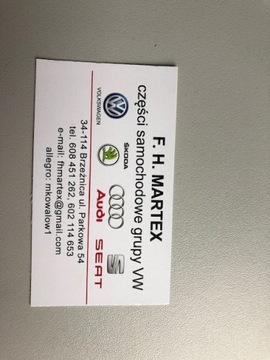 F. H. MARTEX
części samochodowe grupy VW
VOLKSWAGEN
ŠKODA
Audi
SEAT
34-114 Brzeźnica ul. Parkowa 54
tel. 608 451 262, 602 114 653
e-mail: fhmartex@gmail.com
allegro: mkowalow1